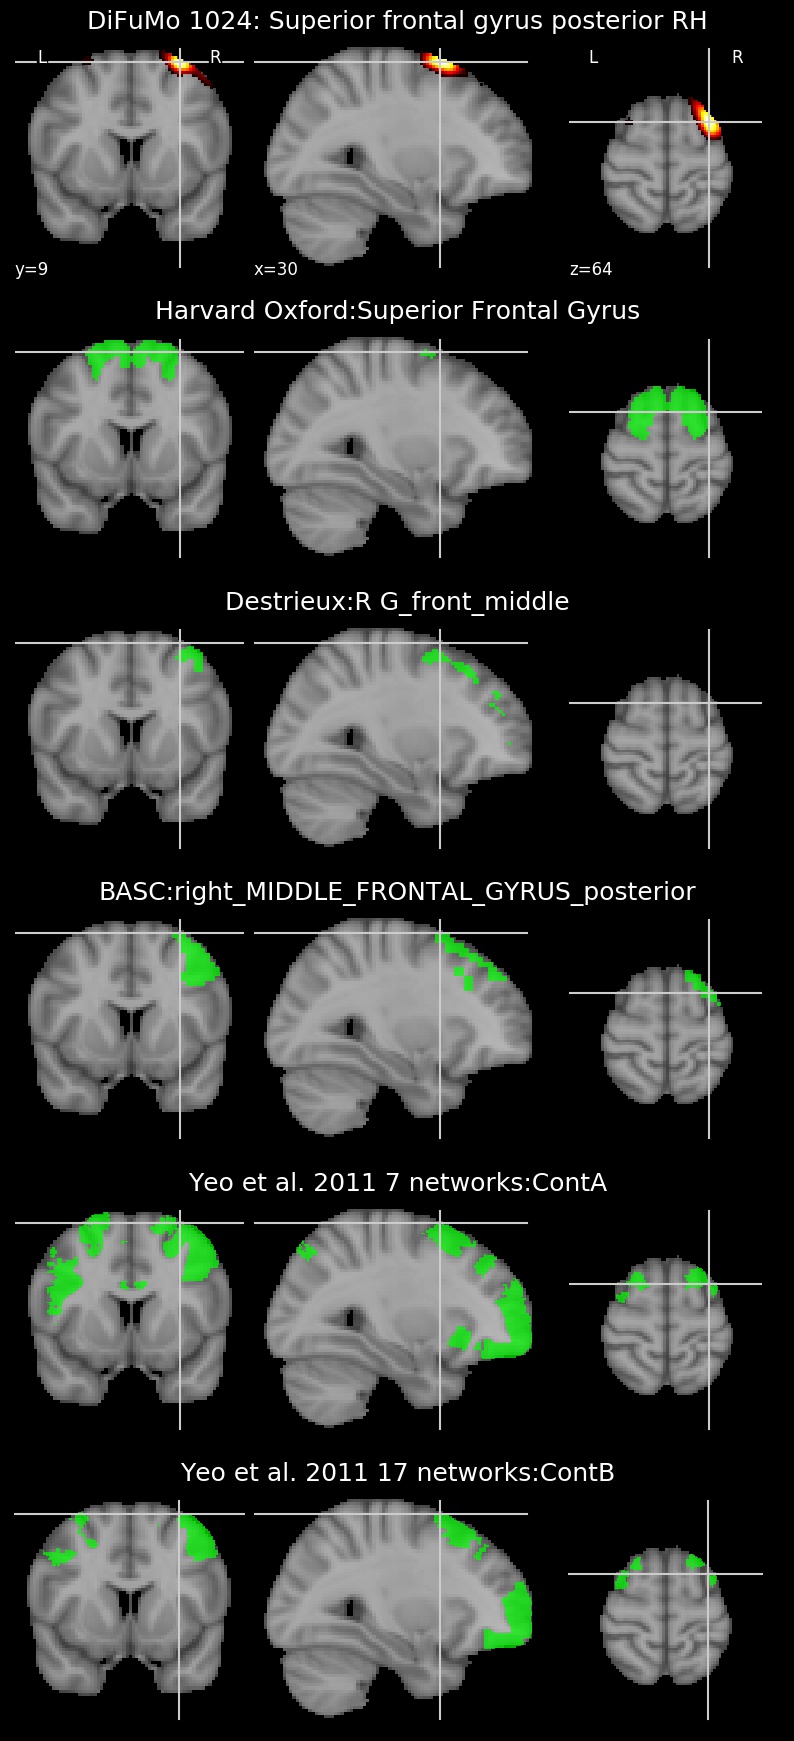 DiFuMo 1024: Superior frontal gyrus posterior RH
L R L R
y=9 x=30 z=64
Harvard Oxford:Superior Frontal Gyrus
Destrieux:R G_front_middle
BASC:right_MIDDLE_FRONTAL_GYRUS_posterior
Yeo et al. 2011 7 networks:ContA
Yeo et al. 2011 17 networks:ContB